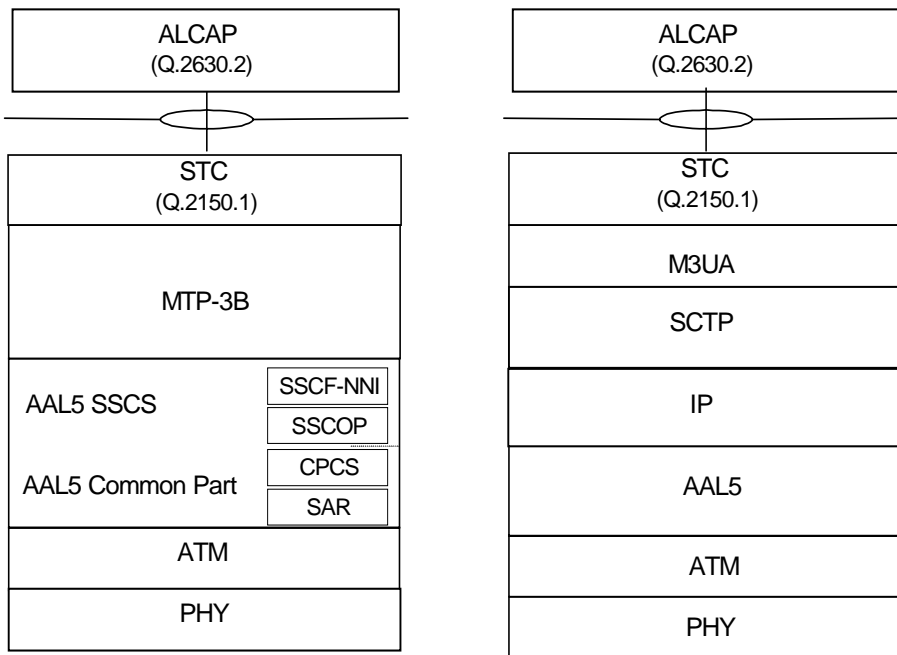 ALCAP
(Q.2630.2)
STC
(Q.2150.1)
MTP-3B
AAL5 SSCS
SSCF-NNI
SSCOP
AAL5 Common Part
CPCS
SAR
ATM
PHY
ALCAP
(Q.2630.2)
STC
(Q.2150.1)
M3UA
SCTP
IP
AAL5
ATM
PHY